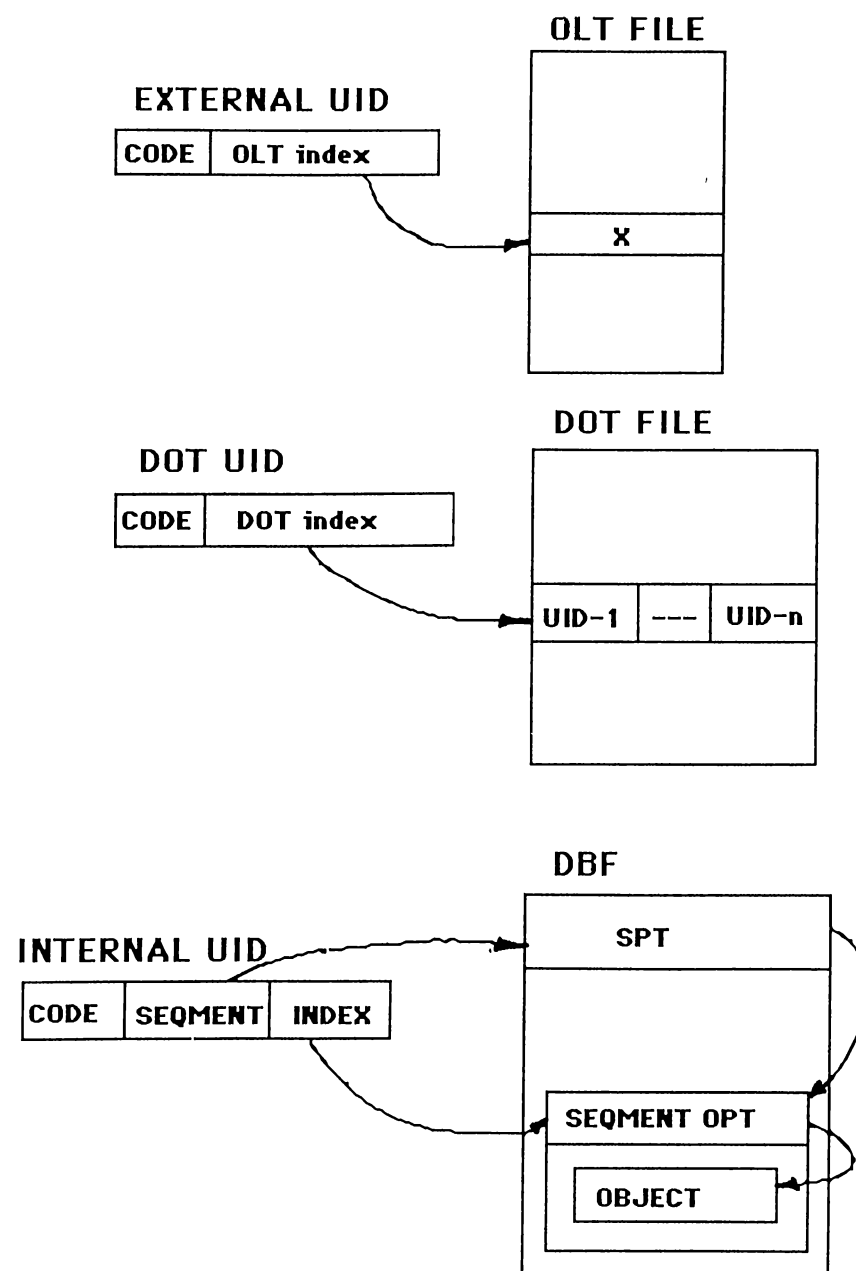 OLT FILE
EXTERNAL UID
CODE OLT index
X
DOT FILE
DOT UID
CODE DOT index
UID-1 --- UID-n
DBF
SPT
INTERNAL UID
CODE SEQMENT INDEX
SEQMENT OPT
OBJECT